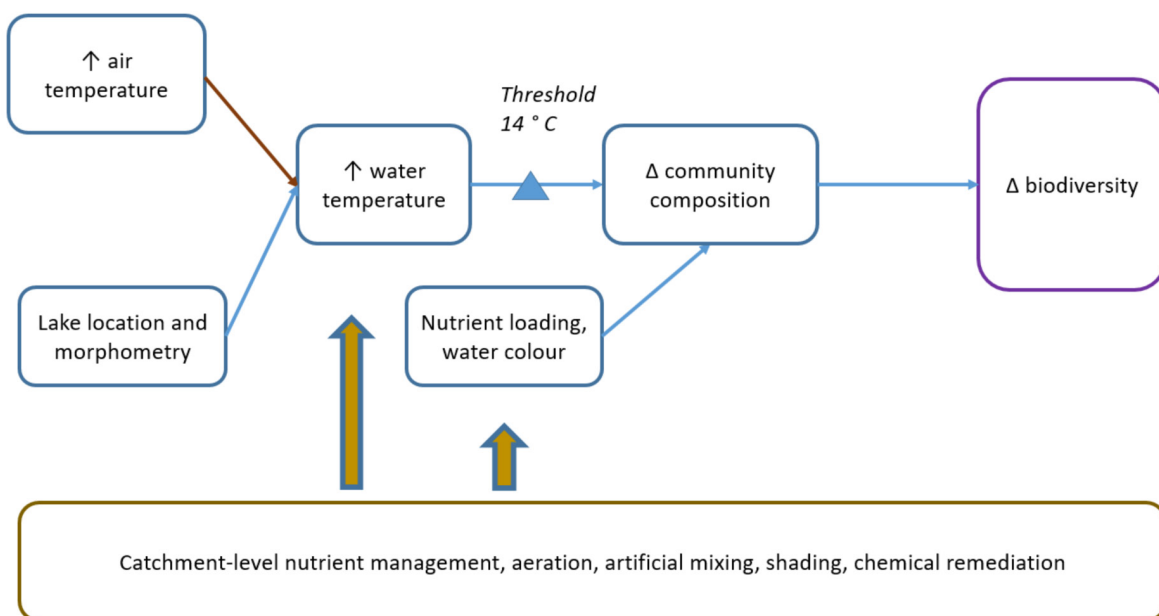 ↑ air
temperature
Threshold
14 ° C
↑ water
temperature
Δ community
composition
Δ biodiversity
Lake location and
morphometry
Nutrient loading,
water colour
Catchment-level nutrient management, aeration, artificial mixing, shading, chemical remediation